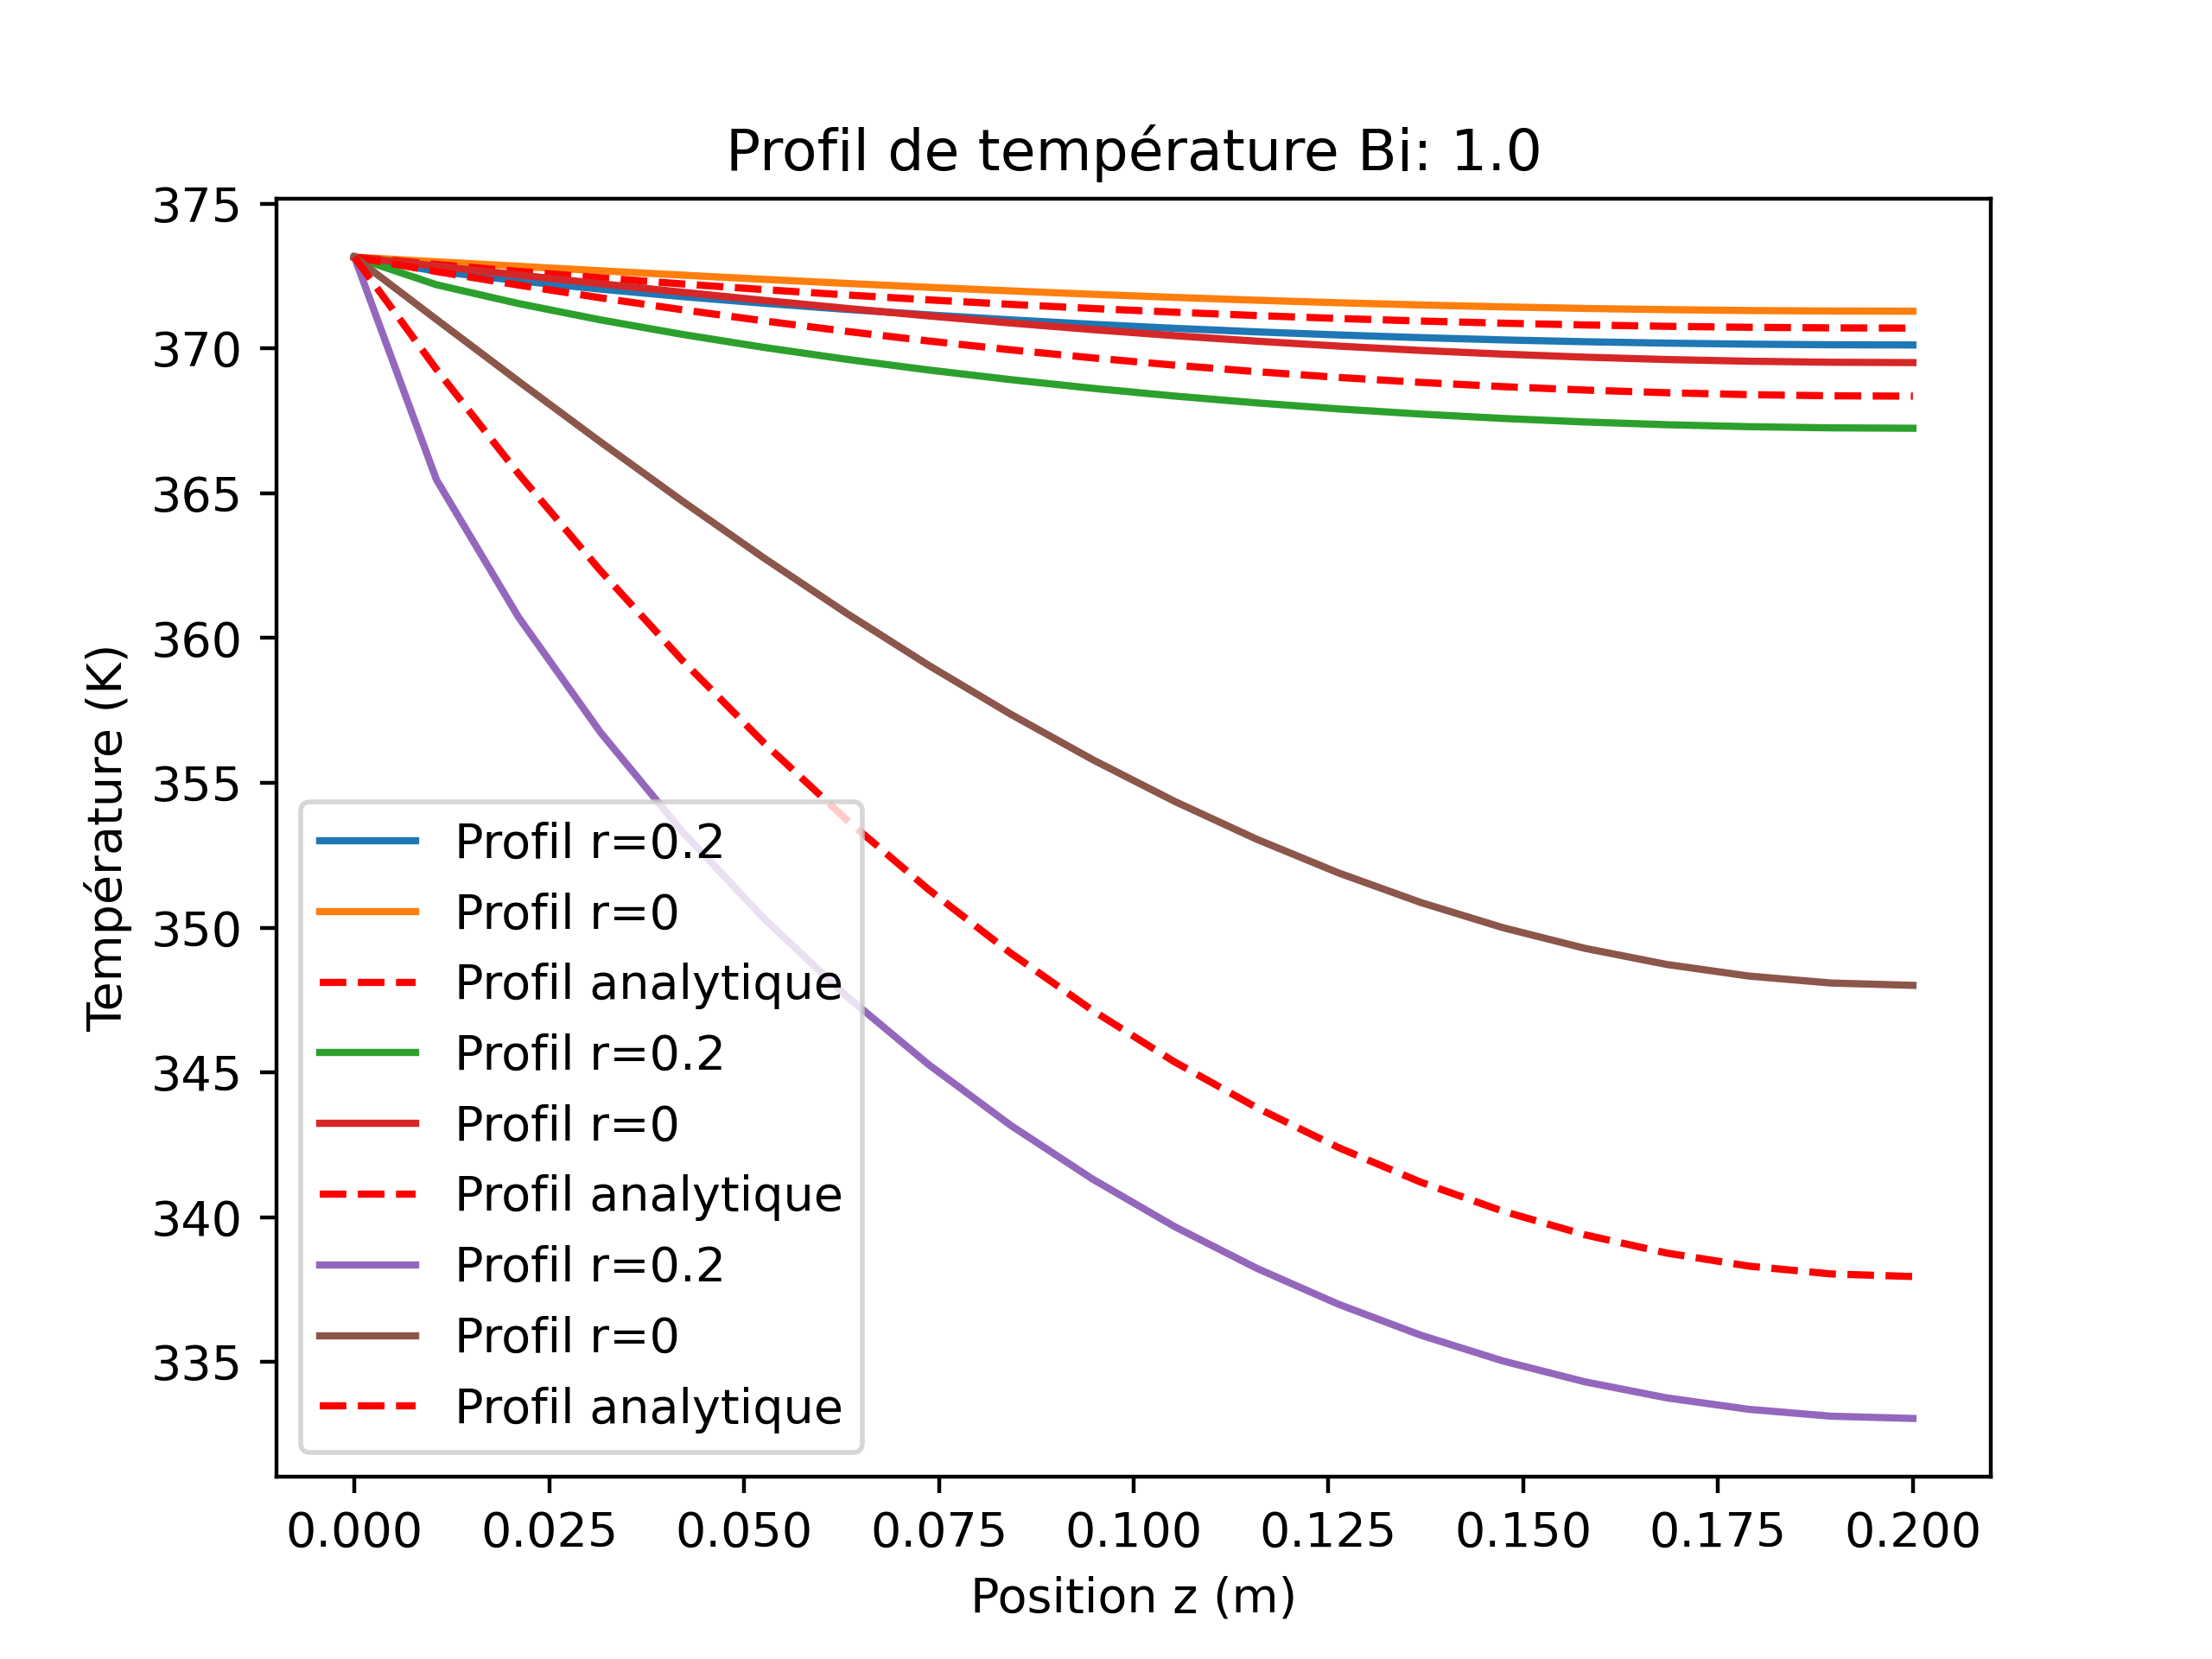 Profil de température Bi: 1.0
375
370
365
360
355
350
345
340
335
Température (K)
Profil r=0.2
Profil r=0
Profil analytique
Profil r=0.2
Profil r=0
Profil analytique
Profil r=0.2
Profil r=0
Profil analytique
0.000 0.025 0.050 0.075 0.100 0.125 0.150 0.175 0.200
Position z (m)